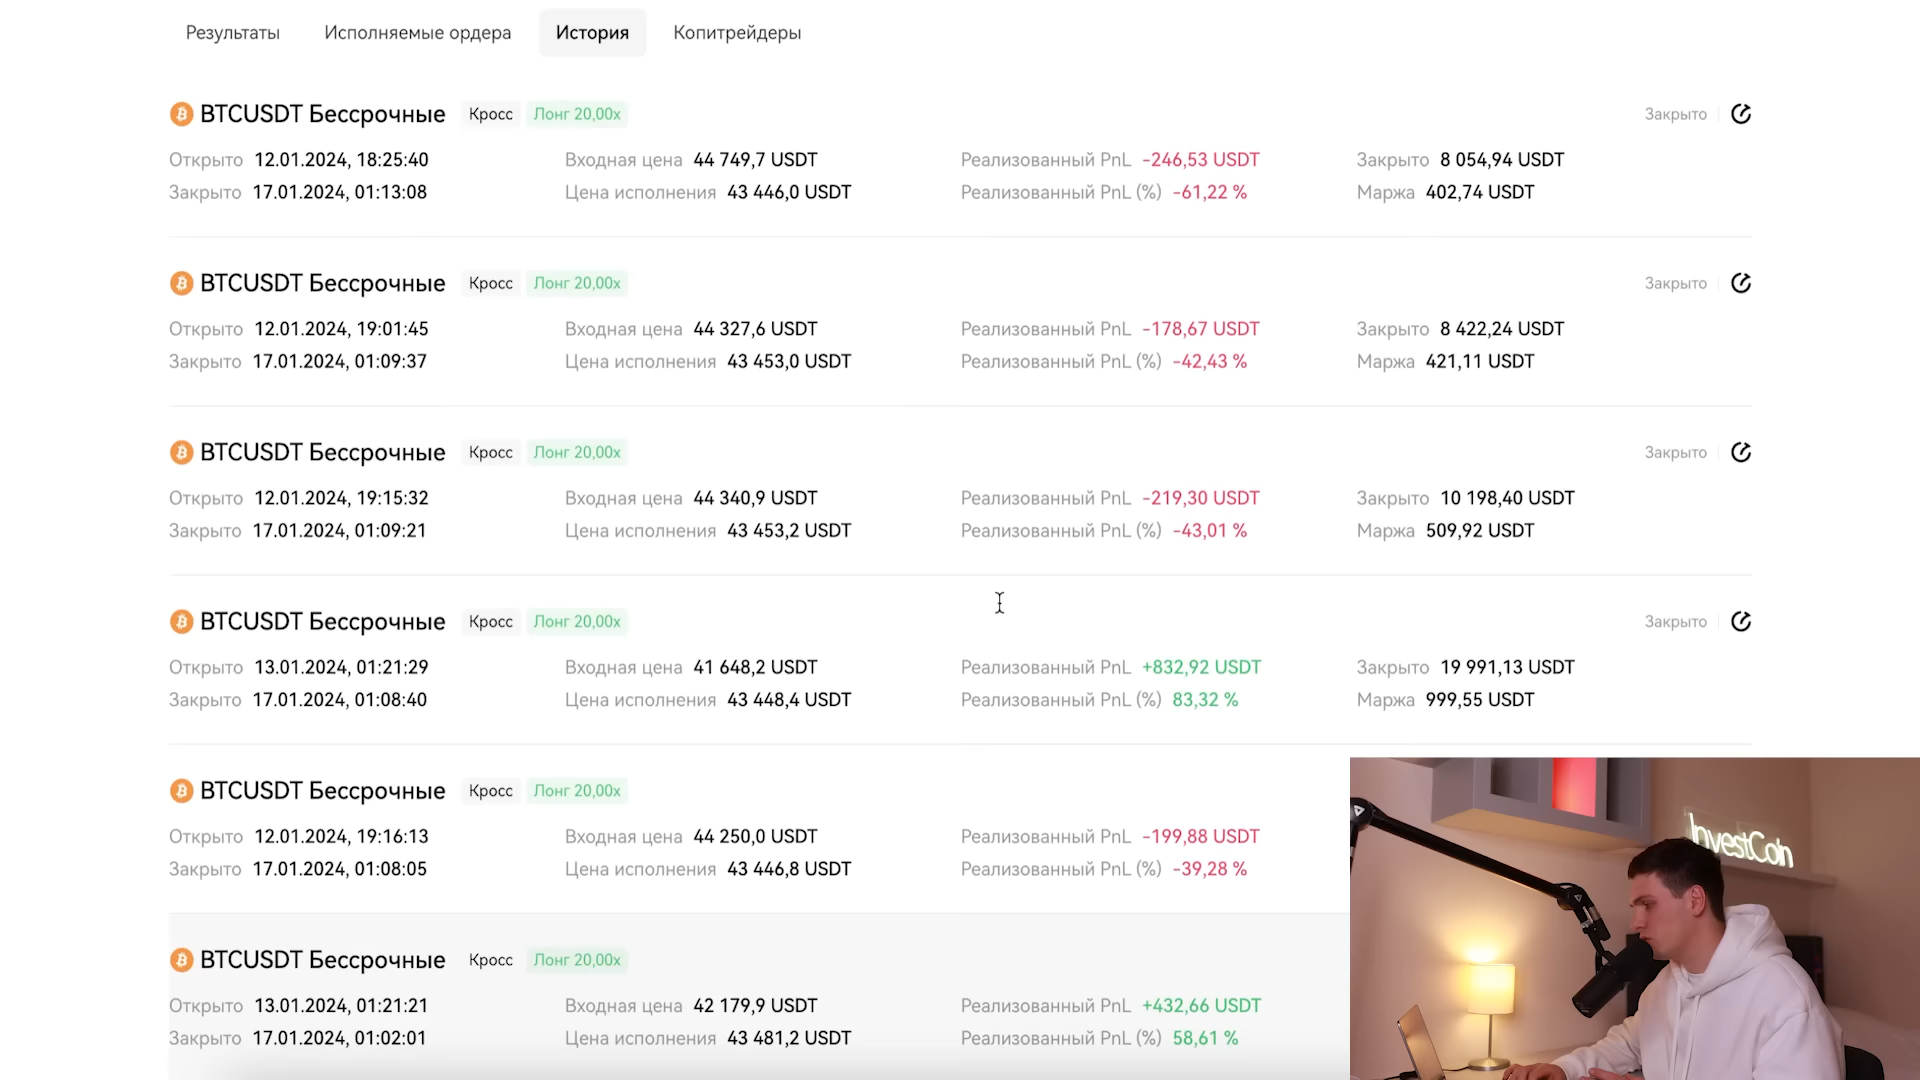 Результаты Исполняемые ордера История Копитрейдеры
BTCUSDT Бессрочные Кросс Лонг 20,00x Закрыто
Открыто 12.01.2024, 18:25:40 Входная цена 44 749,7 USDT Реализованный PnL -246,53 USDT Закрыто 8 054,94 USDT
Закрыто 17.01.2024, 01:13:08 Цена исполнения 43 446,0 USDT Реализованный PnL (%) -61,22 % Маржа 402,74 USDT
BTCUSDT Бессрочные Кросс Лонг 20,00x Закрыто
Открыто 12.01.2024, 19:01:45 Входная цена 44 327,6 USDT Реализованный PnL -178,67 USDT Закрыто 8 422,24 USDT
Закрыто 17.01.2024, 01:09:37 Цена исполнения 43 453,0 USDT Реализованный PnL (%) -42,43 % Маржа 421,11 USDT
BTCUSDT Бессрочные Кросс Лонг 20,00x Закрыто
Открыто 12.01.2024, 19:15:32 Входная цена 44 340,9 USDT Реализованный PnL -219,30 USDT Закрыто 10 198,40 USDT
Закрыто 17.01.2024, 01:09:21 Цена исполнения 43 453,2 USDT Реализованный PnL (%) -43,01 % Маржа 509,92 USDT
BTCUSDT Бессрочные Кросс Лонг 20,00x Закрыто
Открыто 13.01.2024, 01:21:29 Входная цена 41 648,2 USDT Реализованный PnL +832,92 USDT Закрыто 19 991,13 USDT
Закрыто 17.01.2024, 01:08:40 Цена исполнения 43 448,4 USDT Реализованный PnL (%) 83,32 % Маржа 999,55 USDT
BTCUSDT Бессрочные Кросс Лонг 20,00x
Открыто 12.01.2024, 19:16:13 Входная цена 44 250,0 USDT Реализованный PnL -199,88 USDT
Закрыто 17.01.2024, 01:08:05 Цена исполнения 43 446,8 USDT Реализованный PnL (%) -39,28 %
InvestCoin
BTCUSDT Бессрочные Кросс Лонг 20,00x
Открыто 13.01.2024, 01:21:21 Входная цена 42 179,9 USDT Реализованный PnL +432,66 USDT
Закрыто 17.01.2024, 01:02:01 Цена исполнения 43 481,2 USDT Реализованный PnL (%) 58,61 %